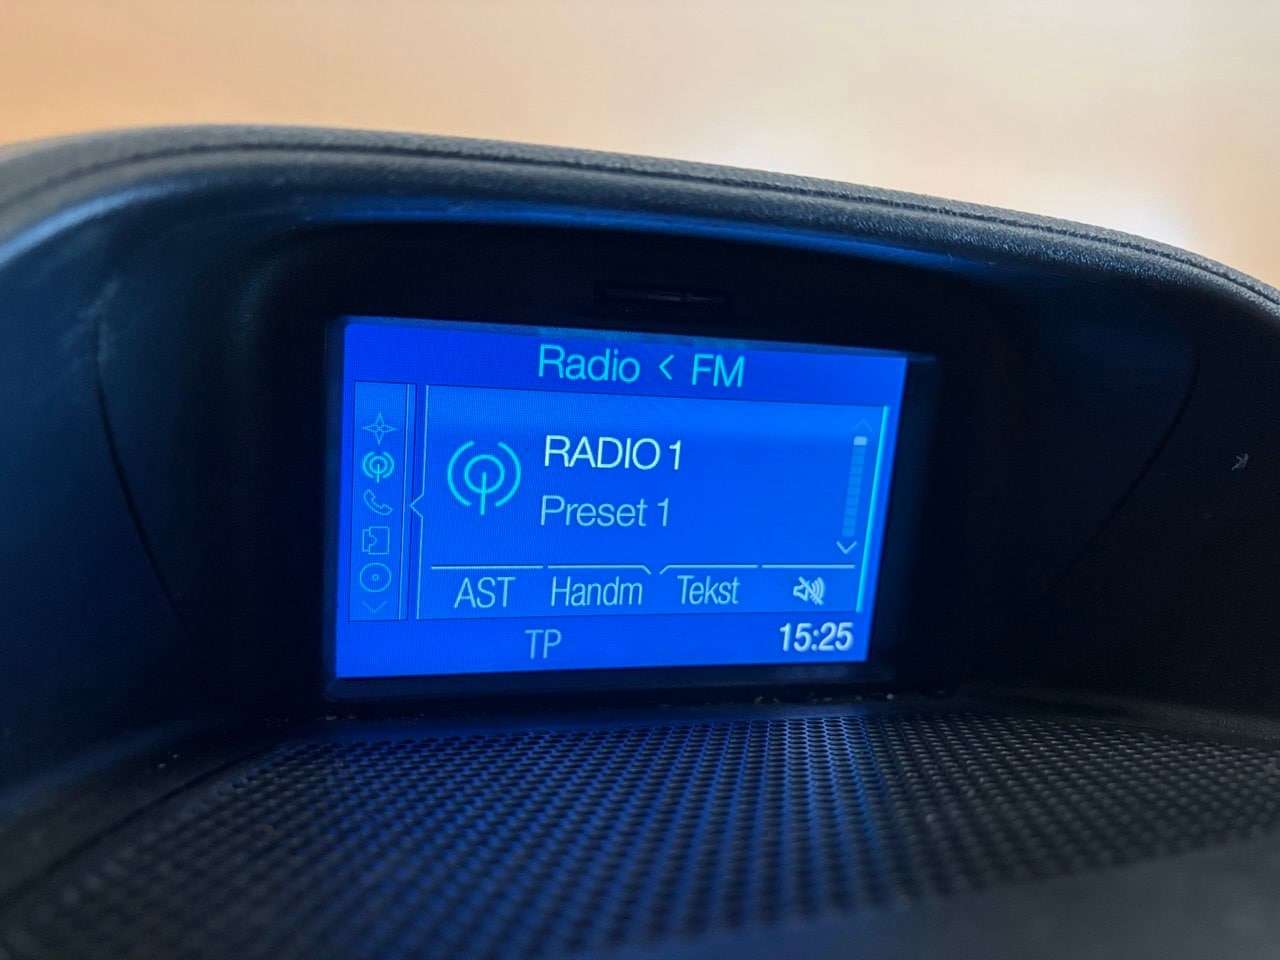 Radio < FM
RADIO 1
Preset 1
AST Handm Tekst
TP 15:25